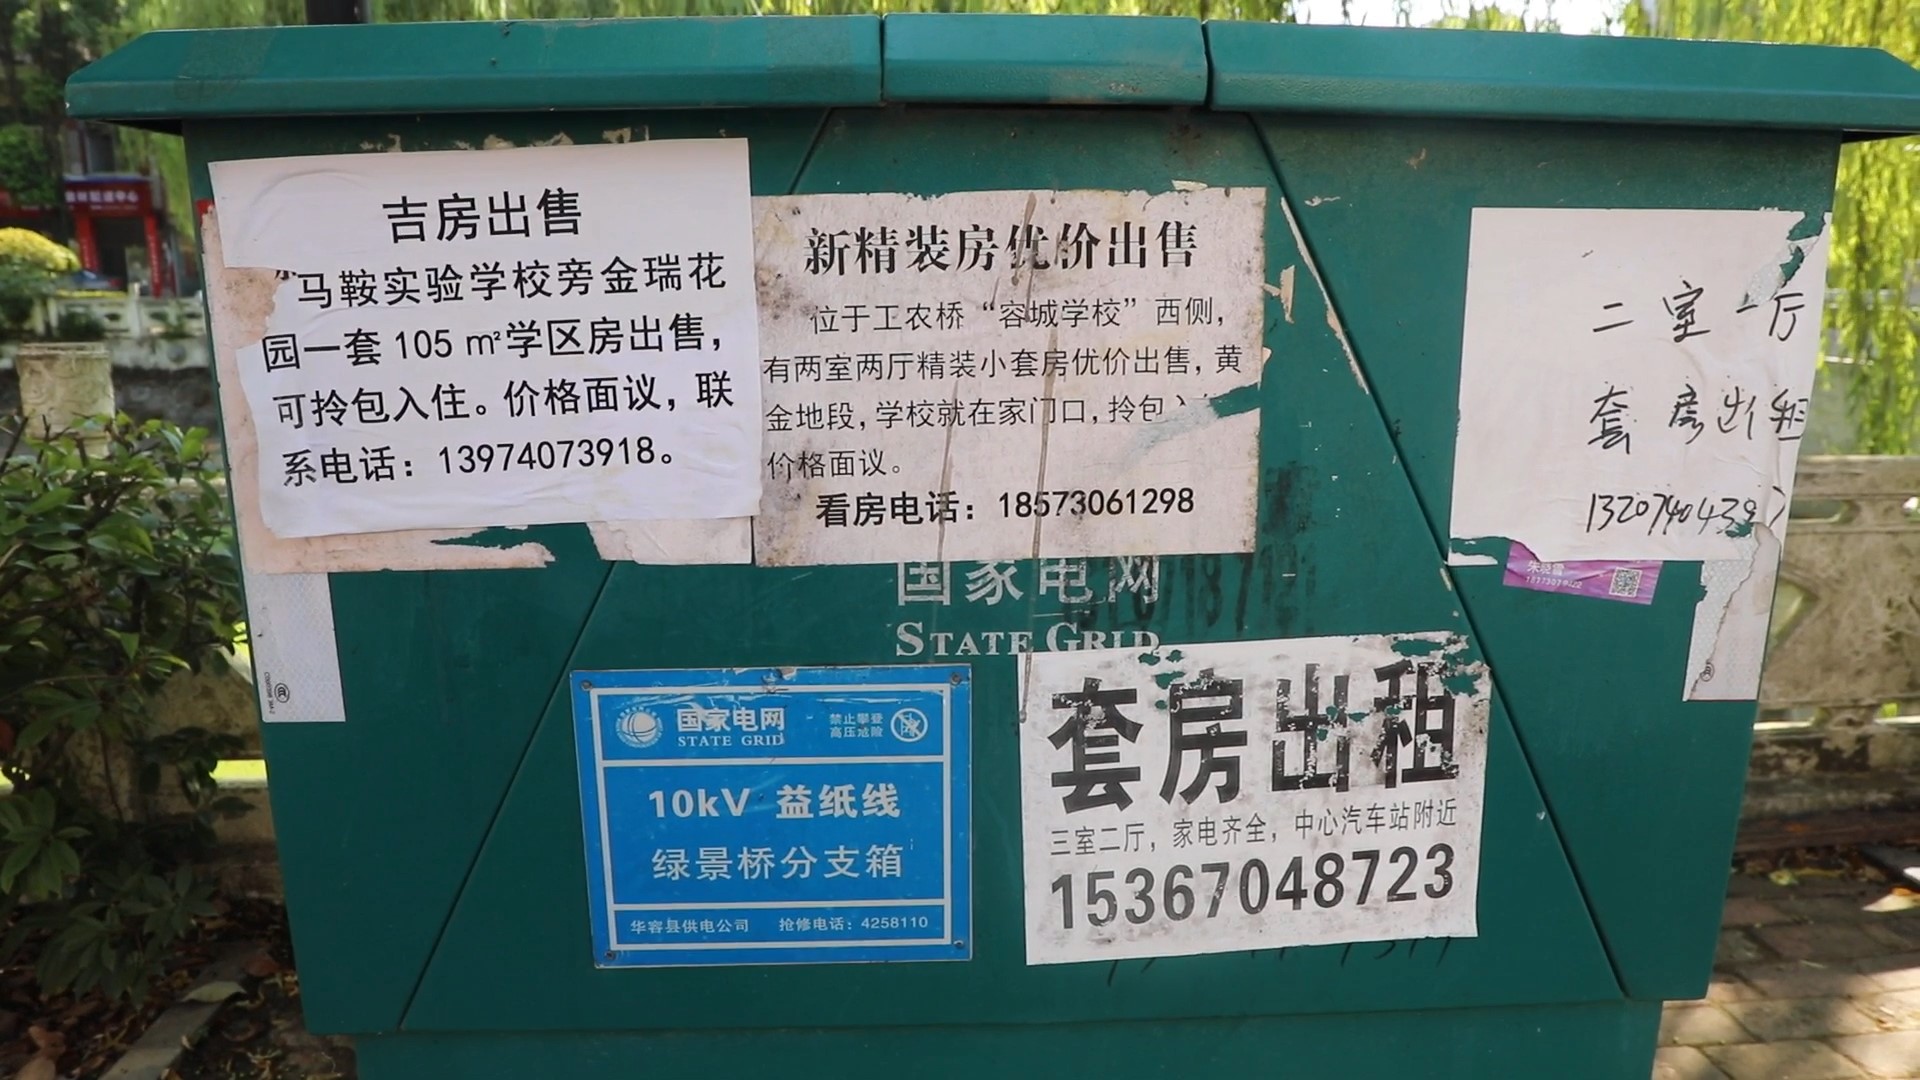 吉房出售
马鞍实验学校旁金瑞花
园一套 105 ㎡学区房出售，
可拎包入住。价格面议，联
系电话：13974073918。
新精装房优价出售
位于工农桥“容城学校”西侧，
有两室两厅精装小套房优价出售，黄
金地段，学校就在家门口，拎包入
价格面议。
看房电话：18573061298
二室一厅
套房出租
1320740439
朱晓雪
国家电网
STATE GRID
国家电网
STATE GRID
禁止攀登
高压危险
10kV 益纸线
绿景桥分支箱
华容县供电公司 抢修电话：4258110
套房出租
三室二厅，家电齐全，中心汽车站附近
15367048723